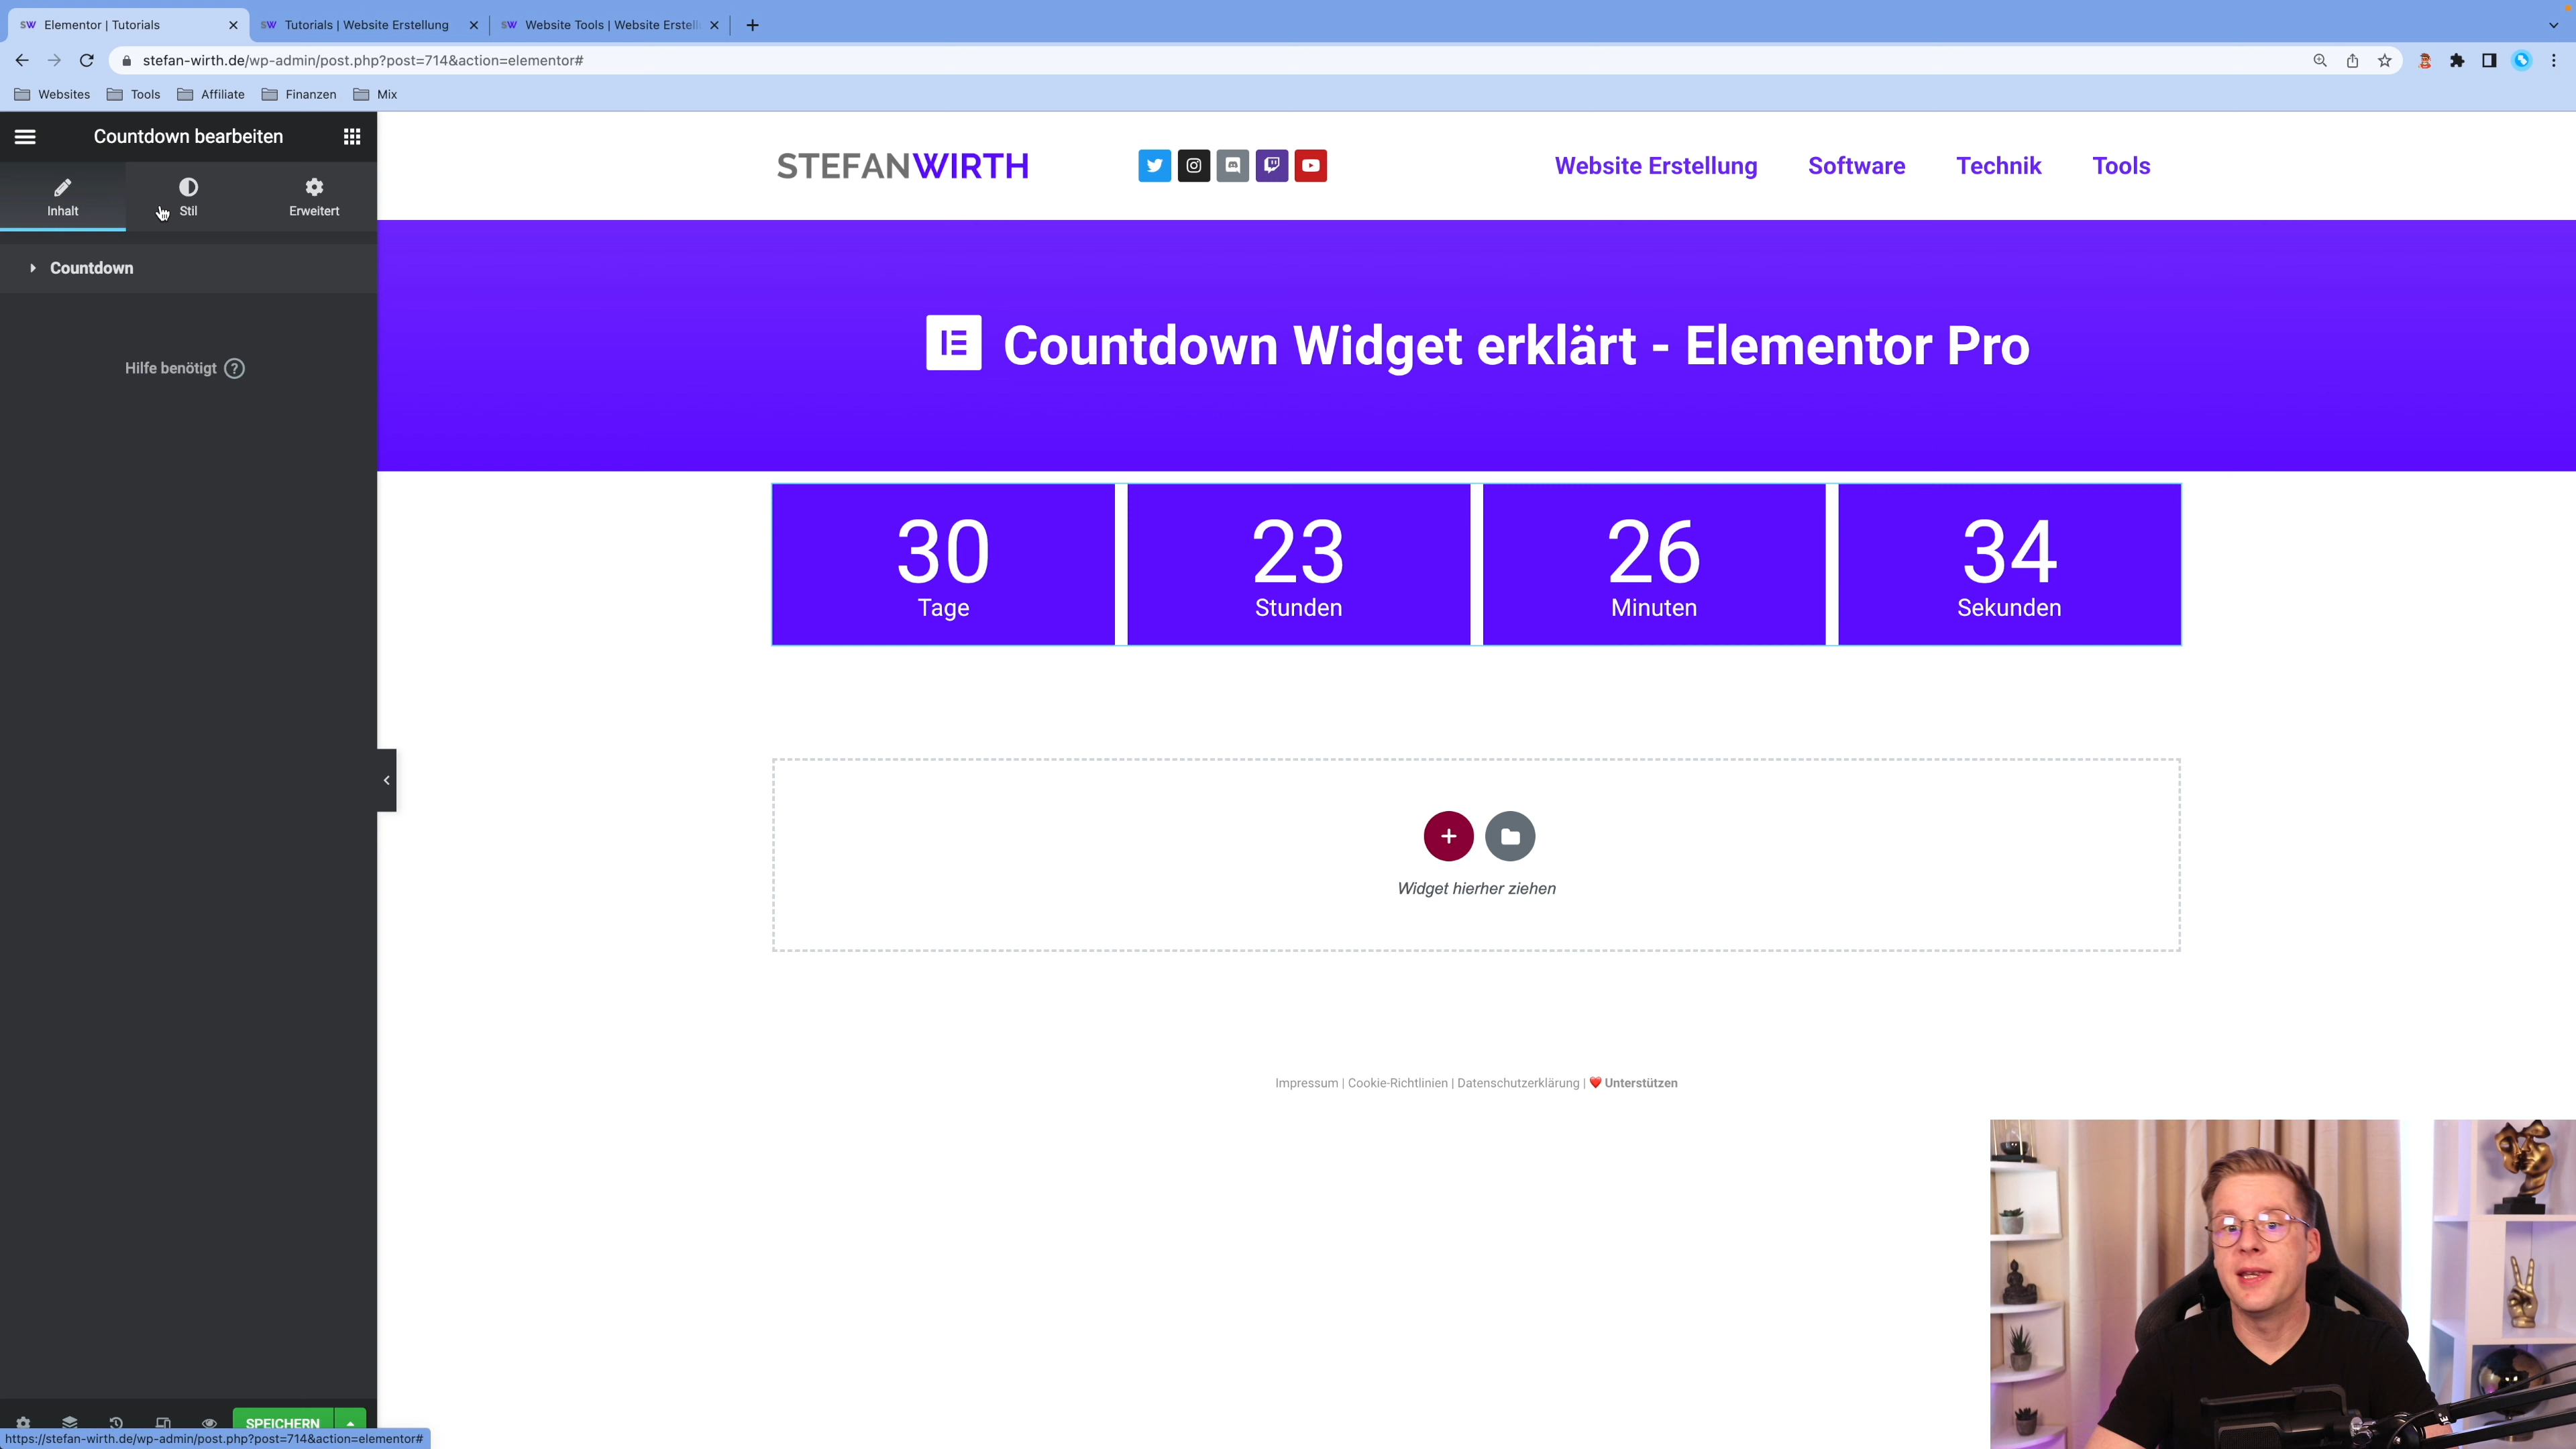 SW Elementor | Tutorials
SW Tutorials | Website Erstellung
SW Website Tools | Website Erstell
stefan-wirth.de/wp-admin/post.php?post=714&action=elementor#
Websites Tools Affiliate Finanzen Mix
Countdown bearbeiten
Inhalt Stil Erweitert
Countdown
Hilfe benötigt ?
STEFANWIRTH
Website Erstellung Software Technik Tools
Countdown Widget erklärt - Elementor Pro
30 23 26 34
Tage Stunden Minuten Sekunden
Widget hierher ziehen
Impressum | Cookie-Richtlinien | Datenschutzerklärung | ❤️ Unterstützen
SPEICHERN
https://stefan-wirth.de/wp-admin/post.php?post=714&action=elementor#